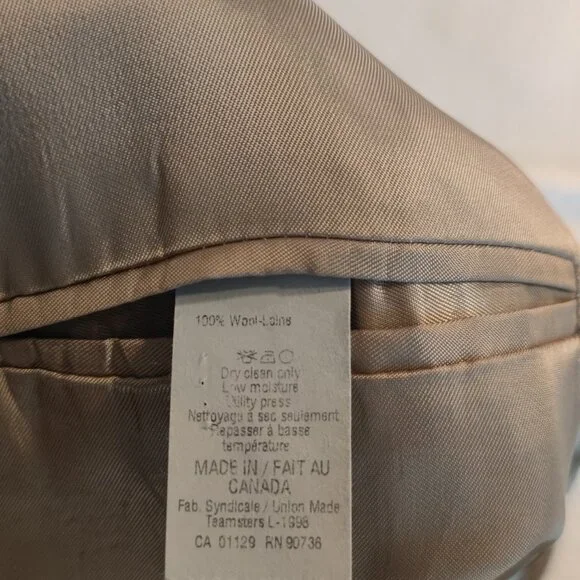 100% Wool-Laine
Dry clean only
Low moisture
Utility press
Nettoyage à sec seulement
Repasser à basse
température
MADE IN / FAIT AU
CANADA
Fab. Syndicale / Union Made
Teamsters L-1998
CA 01129 RN 90736